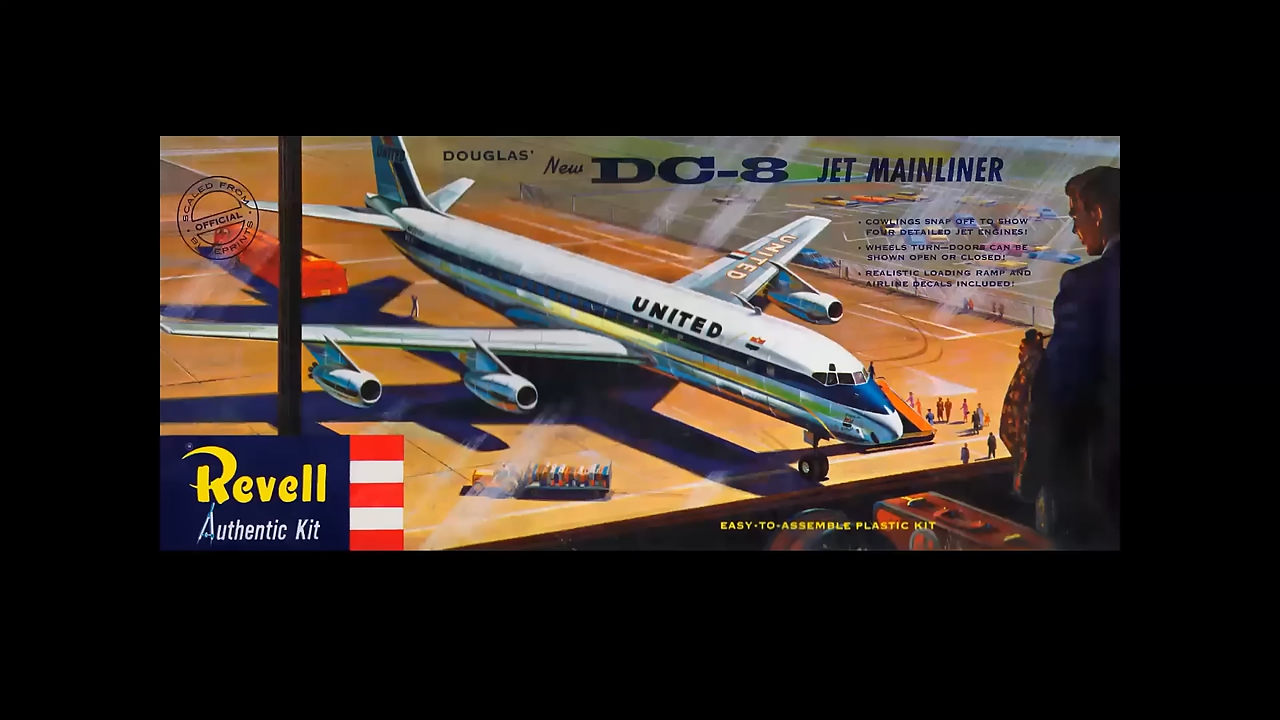 DOUGLAS' New DC-8 JET MAINLINER
SCALED FROM
OFFICIAL
BLUEPRINTS
• COWLINGS SNAP OFF TO SHOW
FOUR DETAILED JET ENGINES!
• WHEELS TURN—DOORS CAN BE
SHOWN OPEN OR CLOSED!
• REALISTIC LOADING RAMP AND
AIRLINE DECALS INCLUDED!
UNITED
UNITED
UNITED
Revell
®
Authentic Kit
EASY-TO-ASSEMBLE PLASTIC KIT